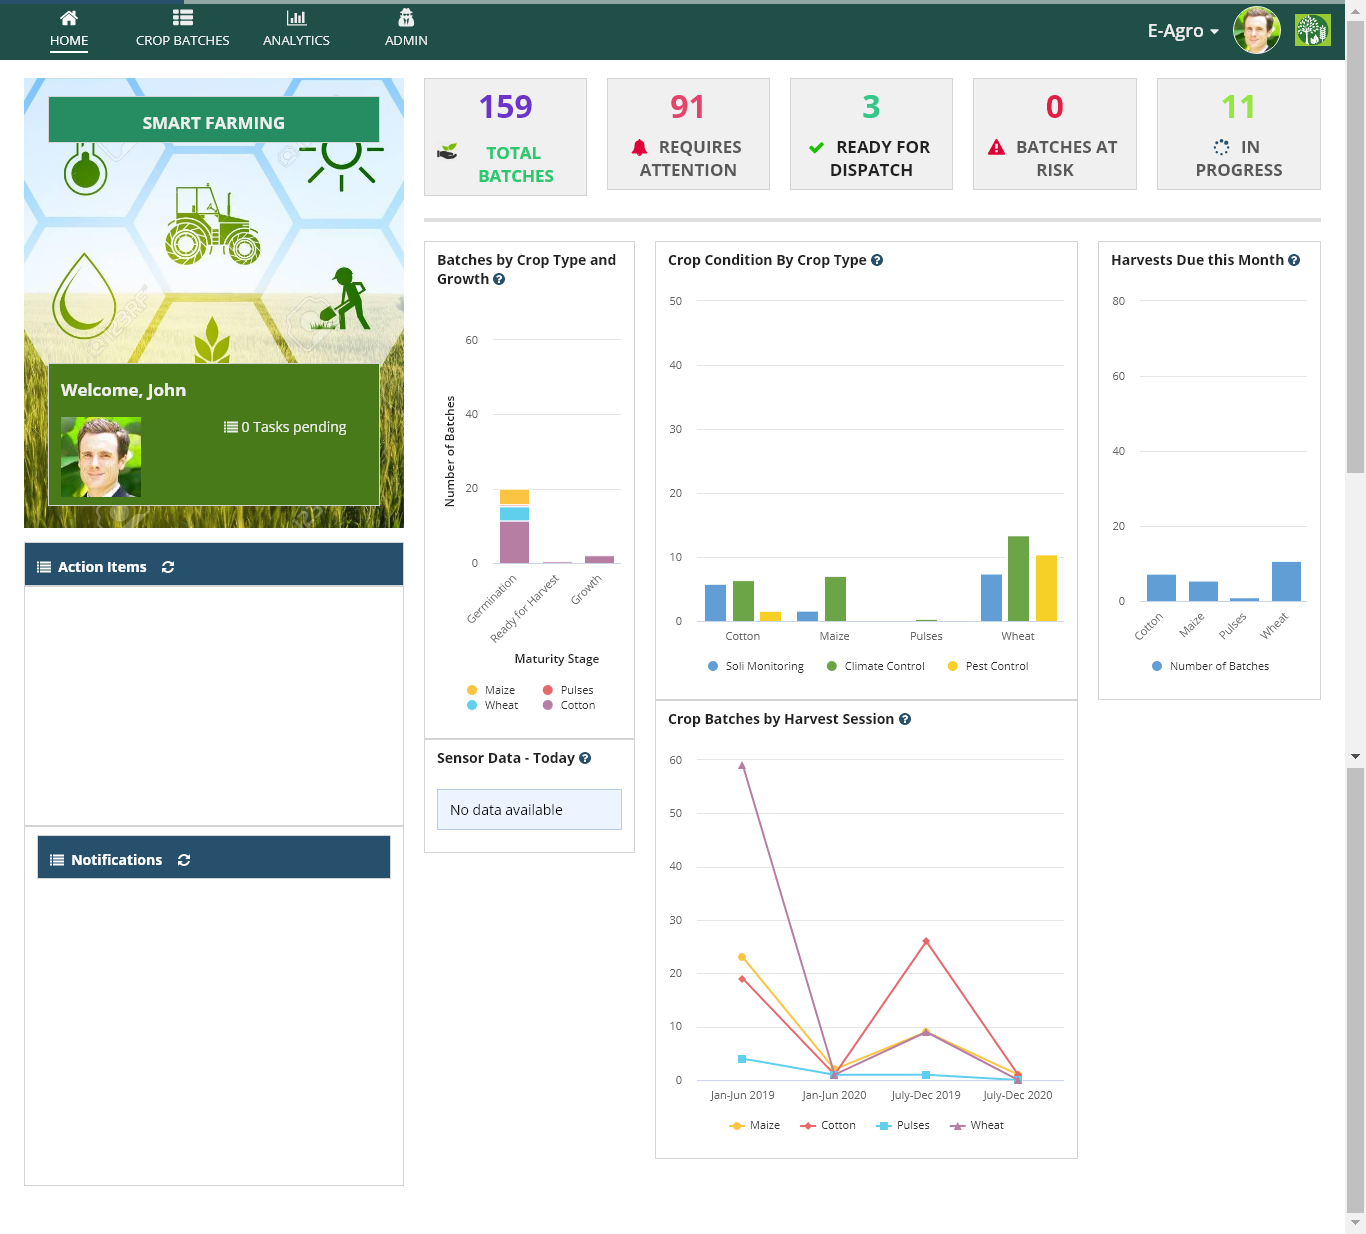 HOME
CROP BATCHES
ANALYTICS
ADMIN
E-Agro
SMART FARMING
Welcome, John
0 Tasks pending
Action Items
Notifications
159
TOTAL
BATCHES
91
REQUIRES
ATTENTION
3
READY FOR
DISPATCH
0
BATCHES AT
RISK
11
IN
PROGRESS
Batches by Crop Type and
Growth
Number of Batches
60
40
20
0
Germination
Ready for Harvest
Growth
Maturity Stage
Maize
Pulses
Wheat
Cotton
Sensor Data - Today
No data available
Crop Condition By Crop Type
50
40
30
20
10
0
Cotton
Maize
Pulses
Wheat
Soli Monitoring
Climate Control
Pest Control
Crop Batches by Harvest Session
60
50
40
30
20
10
0
Jan-Jun 2019
Jan-Jun 2020
July-Dec 2019
July-Dec 2020
Maize
Cotton
Pulses
Wheat
Harvests Due this Month
80
60
40
20
0
Cotton
Maize
Pulses
Wheat
Number of Batches